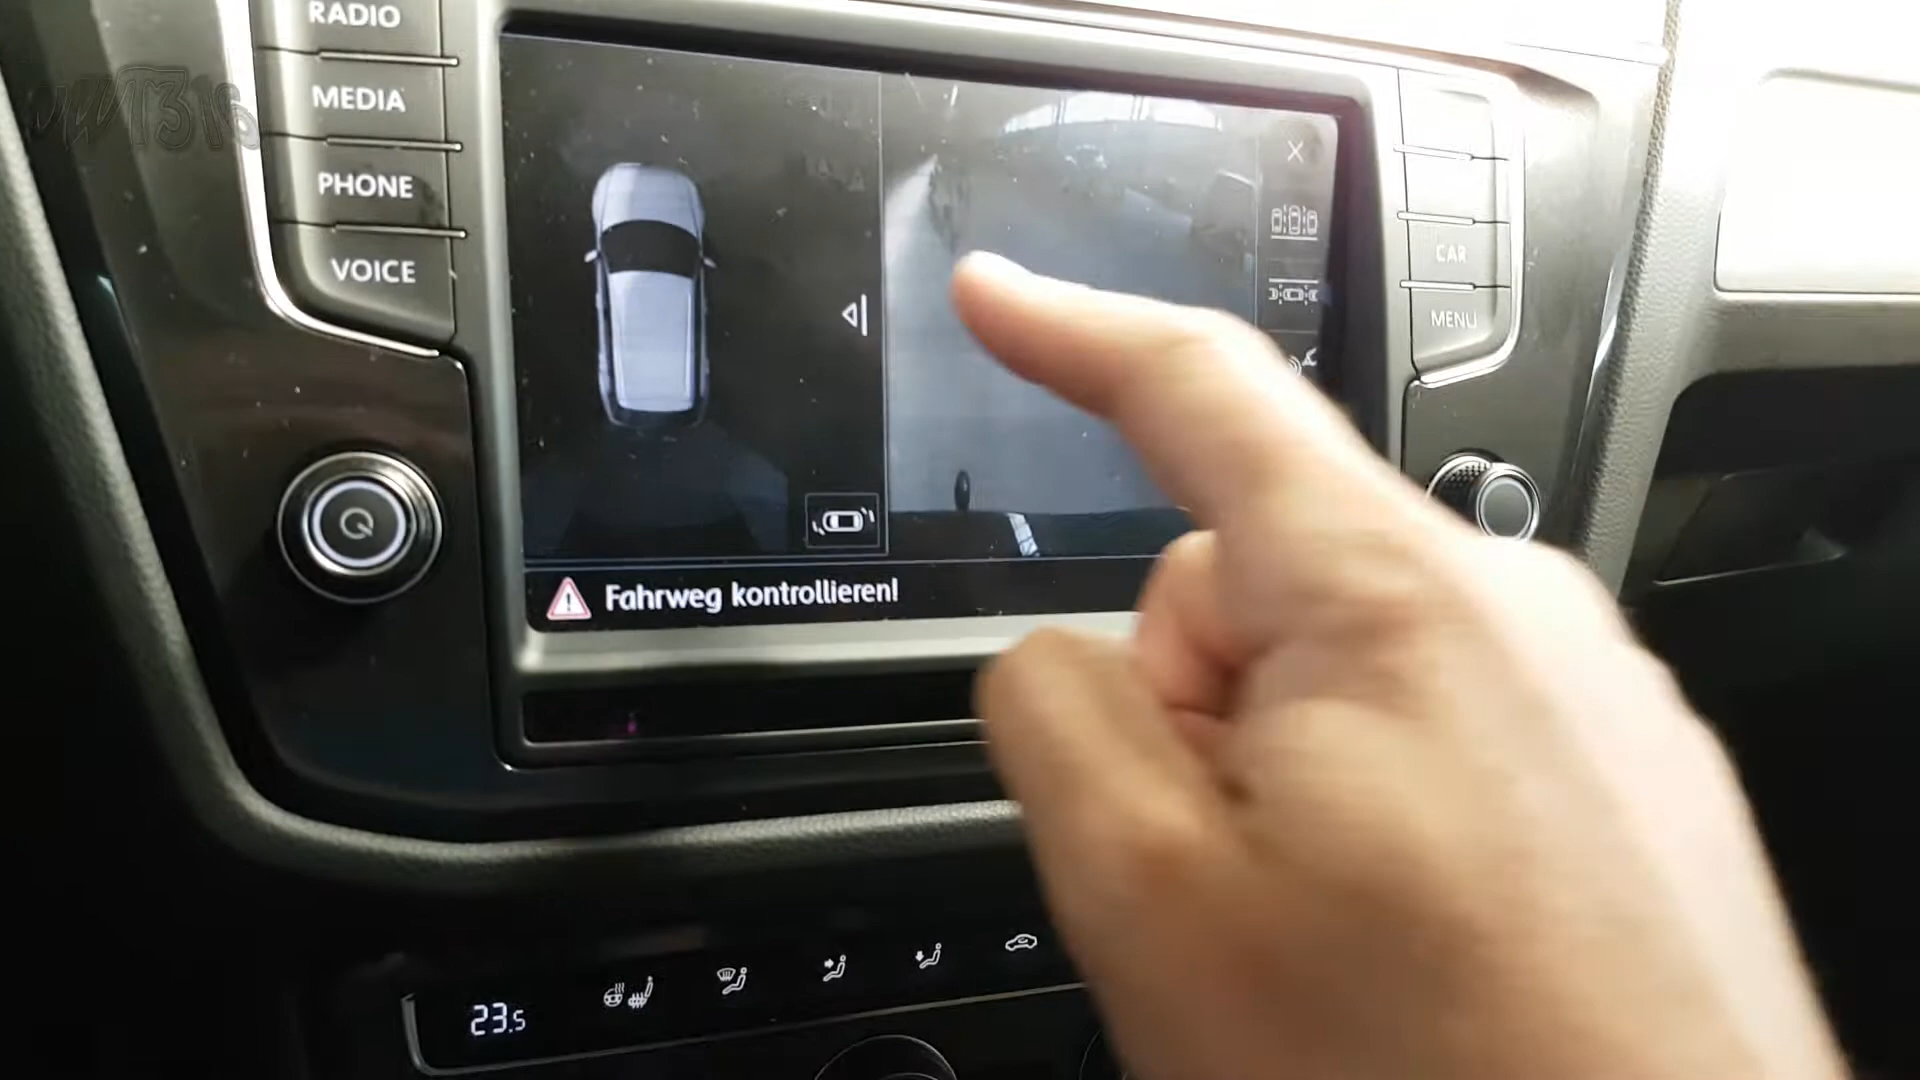 RADIO
MEDIA
PHONE
VOICE
CAR
MENU
Fahrweg kontrollieren!
23.5